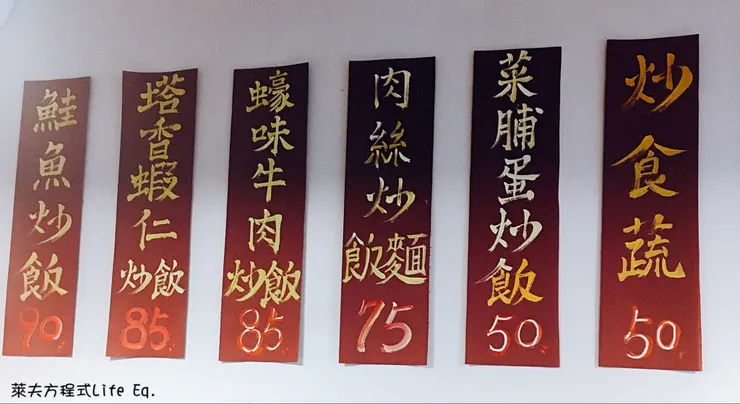 炒食蔬
50
菜脯蛋炒飯
50
肉絲炒飯麵
75
蠔味牛肉炒飯
85
塔香蝦仁炒飯
85
鮭魚炒飯
90
萊夫方程式Life Eq.